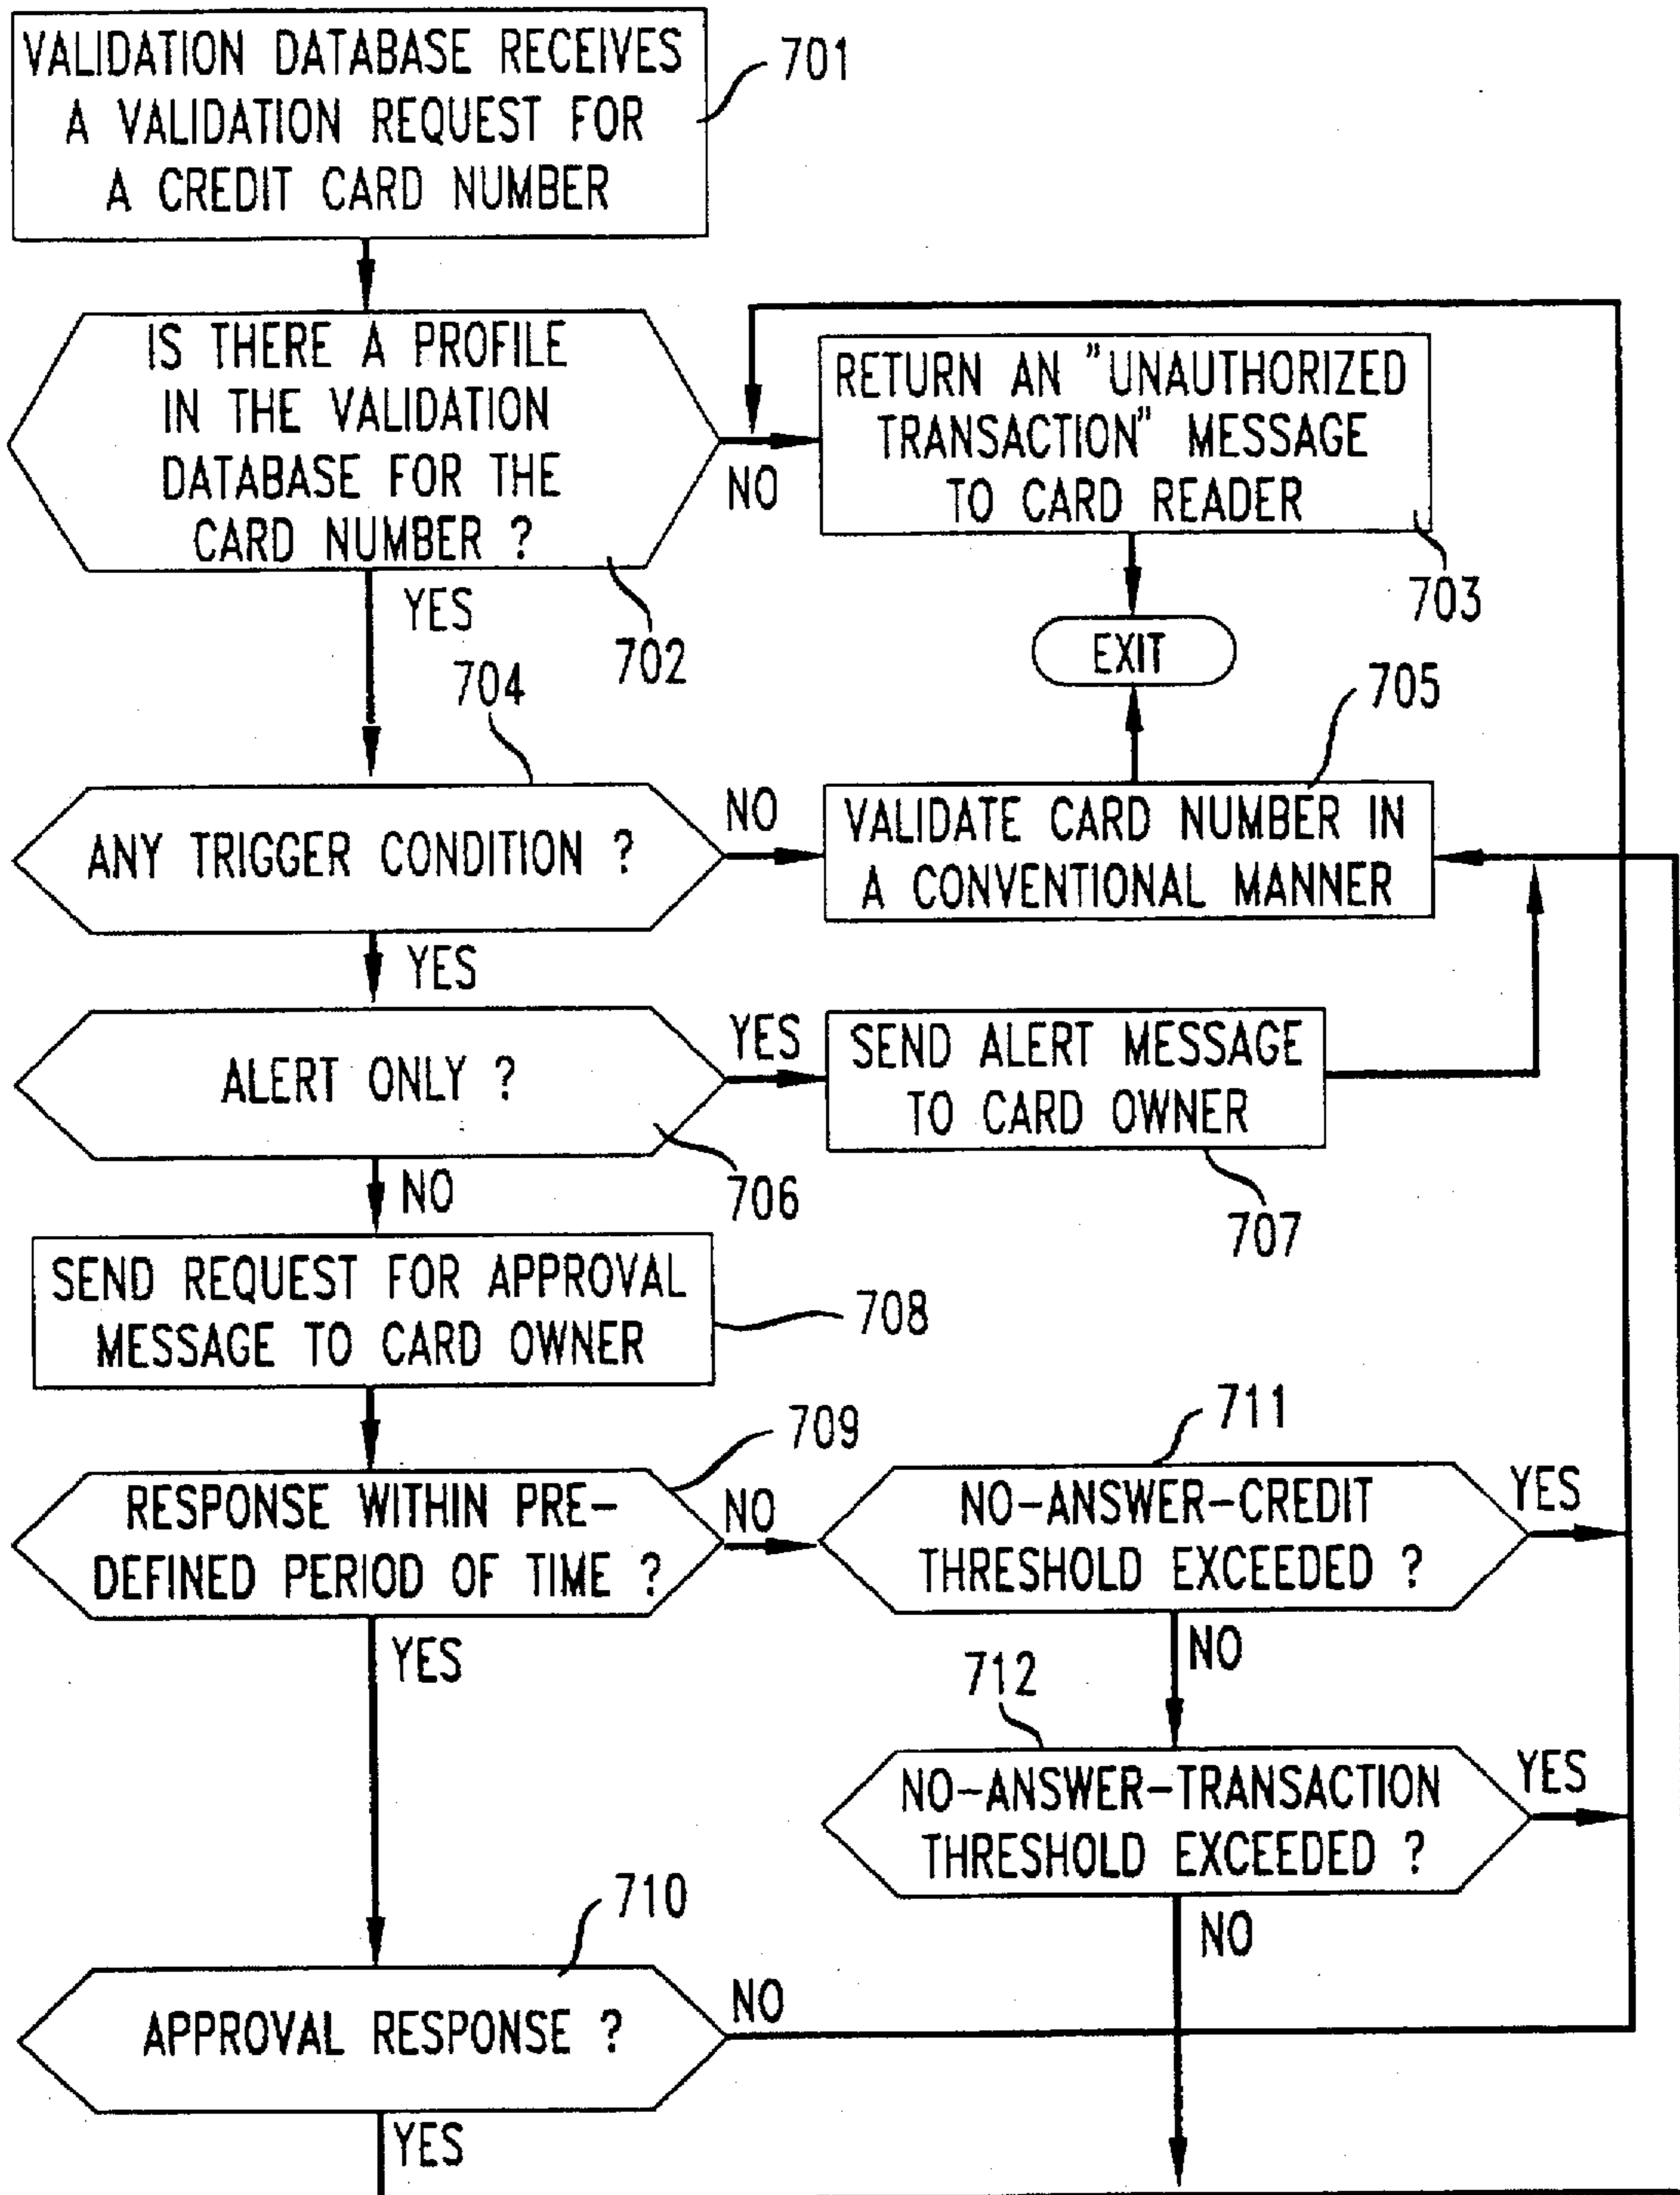 VALIDATION DATABASE RECEIVES
A VALIDATION REQUEST FOR
A CREDIT CARD NUMBER
701
IS THERE A PROFILE
IN THE VALIDATION
DATABASE FOR THE
CARD NUMBER ?
702
NO
RETURN AN "UNAUTHORIZED
TRANSACTION" MESSAGE
TO CARD READER
703
YES
EXIT
704
705
ANY TRIGGER CONDITION ?
NO
VALIDATE CARD NUMBER IN
A CONVENTIONAL MANNER
YES
ALERT ONLY ?
706
YES
SEND ALERT MESSAGE
TO CARD OWNER
707
NO
SEND REQUEST FOR APPROVAL
MESSAGE TO CARD OWNER
708
709
RESPONSE WITHIN PRE-
DEFINED PERIOD OF TIME ?
NO
711
NO-ANSWER-CREDIT
THRESHOLD EXCEEDED ?
YES
YES
NO
712
NO-ANSWER-TRANSACTION
THRESHOLD EXCEEDED ?
YES
NO
710
APPROVAL RESPONSE ?
NO
YES